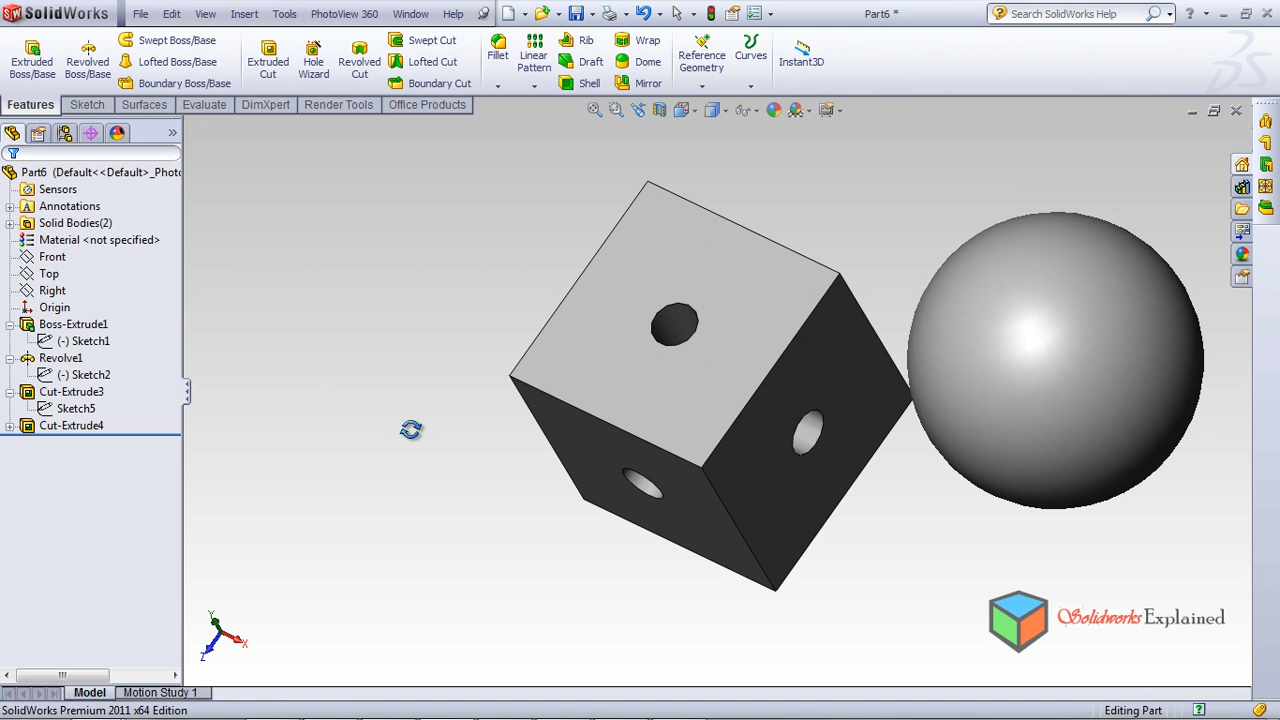 SolidWorks File Edit View Insert Tools PhotoView 360 Window Help Part6 * Search SolidWorks Help
Extruded Boss/Base
Revolved Boss/Base
Swept Boss/Base
Lofted Boss/Base
Boundary Boss/Base
Extruded Cut
Hole Wizard
Revolved Cut
Swept Cut
Lofted Cut
Boundary Cut
Fillet
Linear Pattern
Rib
Draft
Shell
Wrap
Dome
Mirror
Reference Geometry
Curves
Instant3D
Features Sketch Surfaces Evaluate DimXpert Render Tools Office Products
Part6 (Default<<Default>_Photo
Sensors
Annotations
Solid Bodies(2)
Material <not specified>
Front
Top
Right
Origin
Boss-Extrude1
(-) Sketch1
Revolve1
(-) Sketch2
Cut-Extrude3
Sketch5
Cut-Extrude4
Y
X
Z
Solidworks Explained
Model Motion Study 1
SolidWorks Premium 2011 x64 Edition Editing Part